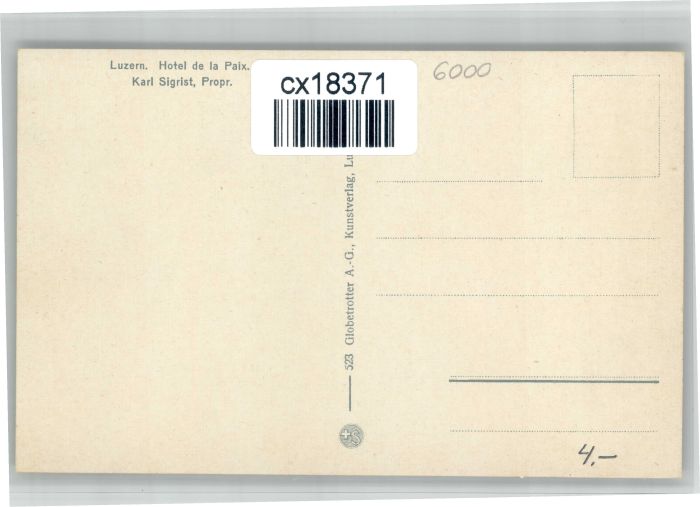 Luzern. Hotel de la Paix.
Karl Sigrist, Propr.
cx18371
6000
523 Globetrotter A.-G., Kunstverlag, Lu
4.—